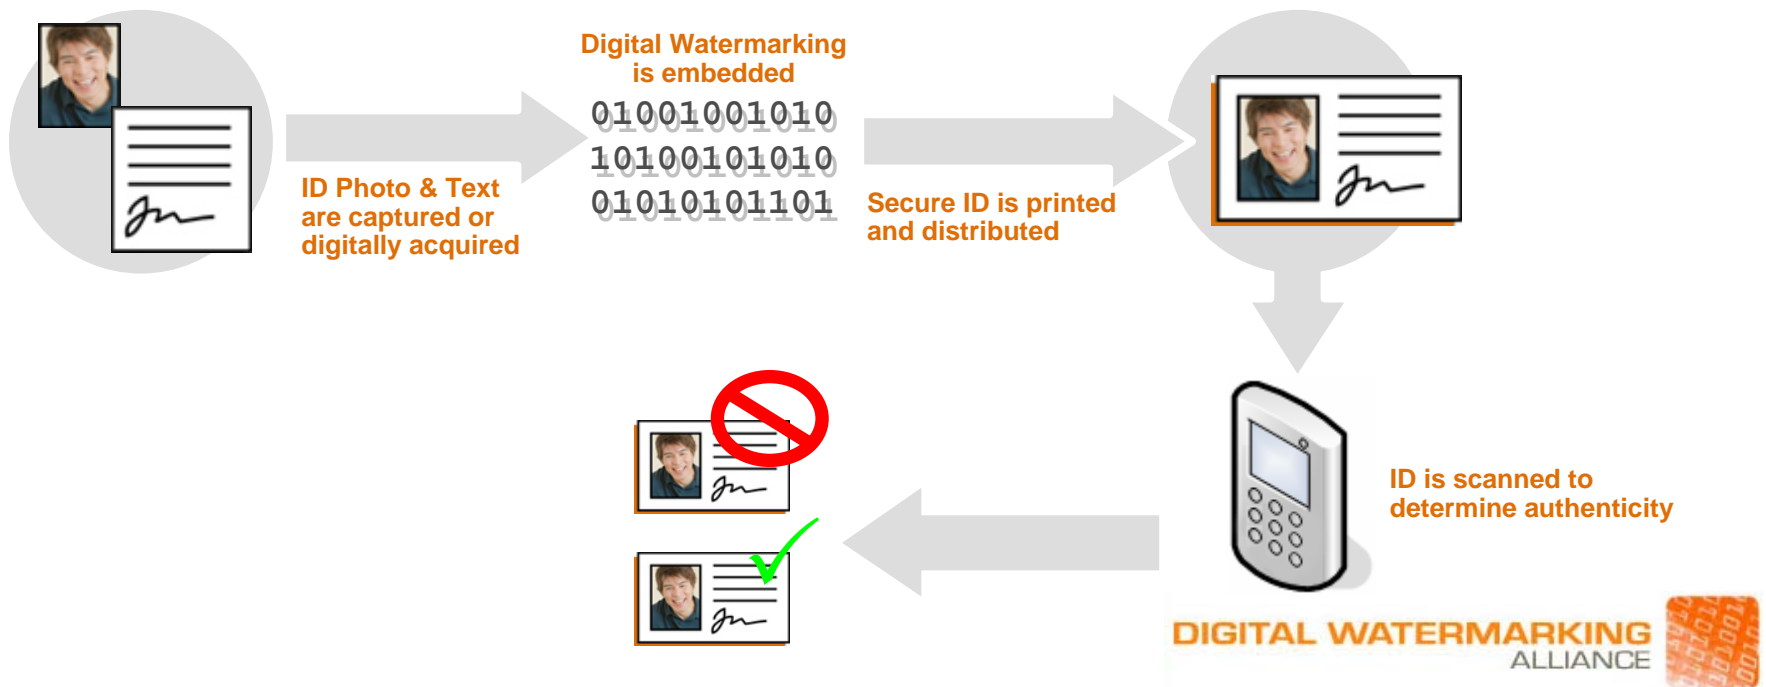 Digital Watermarking
is embedded
01001001010
10100101010
01010101101
ID Photo & Text
are captured or
digitally acquired
Secure ID is printed
and distributed
ID is scanned to
determine authenticity
DIGITAL WATERMARKING
ALLIANCE